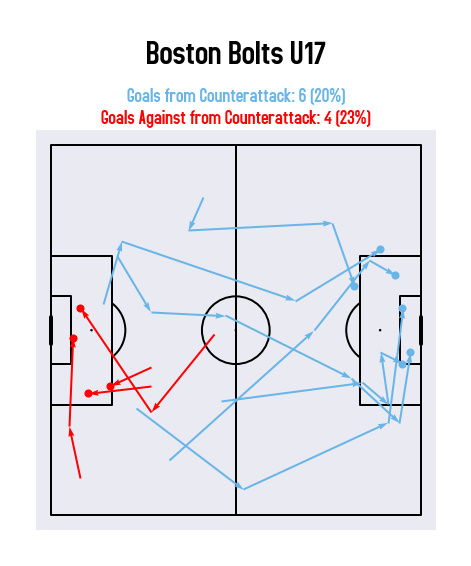 Boston Bolts U17
Goals from Counterattack: 6 (20%)
Goals Against from Counterattack: 4 (23%)